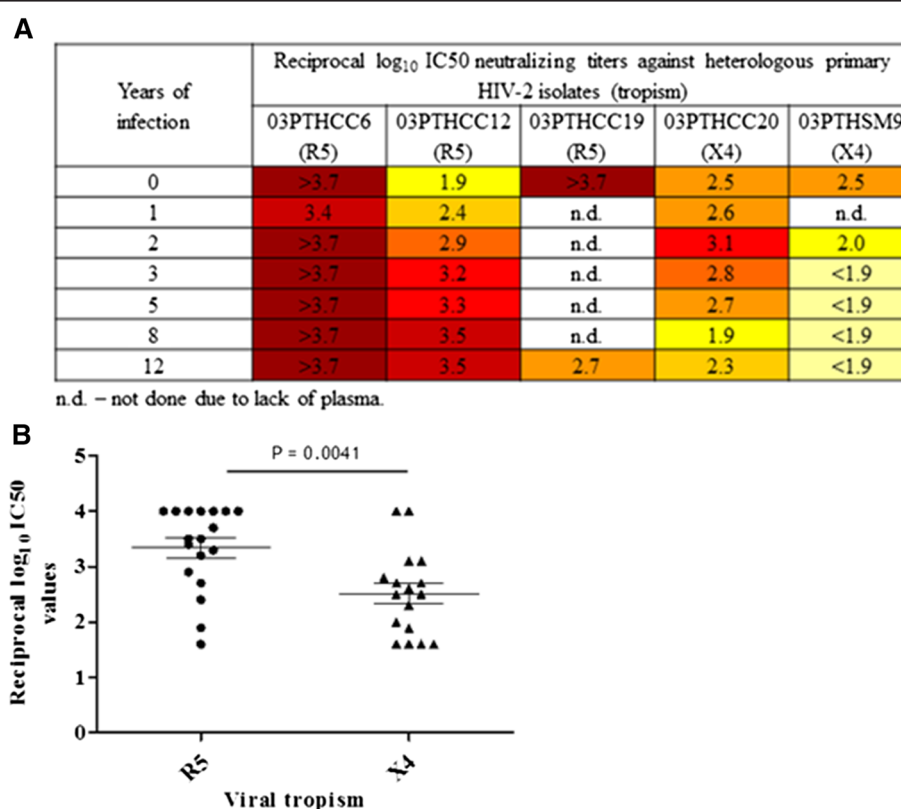 A
Years of infection
Reciprocal log10 IC50 neutralizing titers against heterologous primary
HIV-2 isolates (tropism)
03PTHCC6 (R5) 03PTHCC12 (R5) 03PTHCC19 (R5) 03PTHCC20 (X4) 03PTHSM9 (X4)
0 >3.7 1.9 >3.7 2.5 2.5
1 3.4 2.4 n.d. 2.6 n.d.
2 >3.7 2.9 n.d. 3.1 2.0
3 >3.7 3.2 n.d. 2.8 <1.9
5 >3.7 3.3 n.d. 2.7 <1.9
8 >3.7 3.5 n.d. 1.9 <1.9
12 >3.7 3.5 2.7 2.3 <1.9
n.d. – not done due to lack of plasma.
B
P = 0.0041
Reciprocal log10 IC50
values
5
4
3
2
1
0
R5 X4
Viral tropism